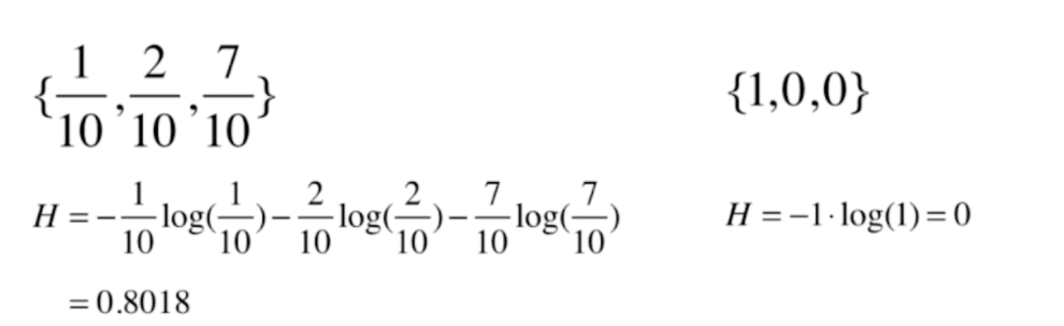 {1/10, 2/10, 7/10}
{1,0,0}
H = −1/10 log(1/10) − 2/10 log(2/10) − 7/10 log(7/10)
H = −1·log(1) = 0
= 0.8018